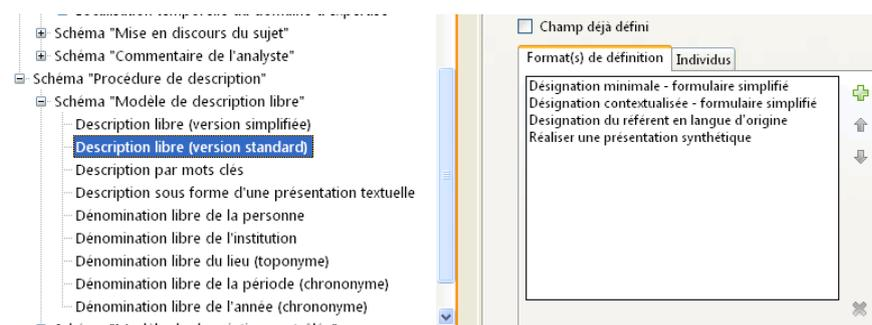 Schéma "Mise en discours du sujet"
Schéma "Commentaire de l'analyste"
Schéma "Procédure de description"
Schéma "Modèle de description libre"
Description libre (version simplifiée)
Description libre (version standard)
Description par mots clés
Description sous forme d'une présentation textuelle
Dénomination libre de la personne
Dénomination libre de l'institution
Dénomination libre du lieu (toponyme)
Dénomination libre de la période (chrononyme)
Dénomination libre de l'année (chrononyme)
Champ déjà défini
Format(s) de définition Individus
Désignation minimale - formulaire simplifié
Désignation contextualisée - formulaire simplifié
Designation du référent en langue d'origine
Réaliser une présentation synthétique